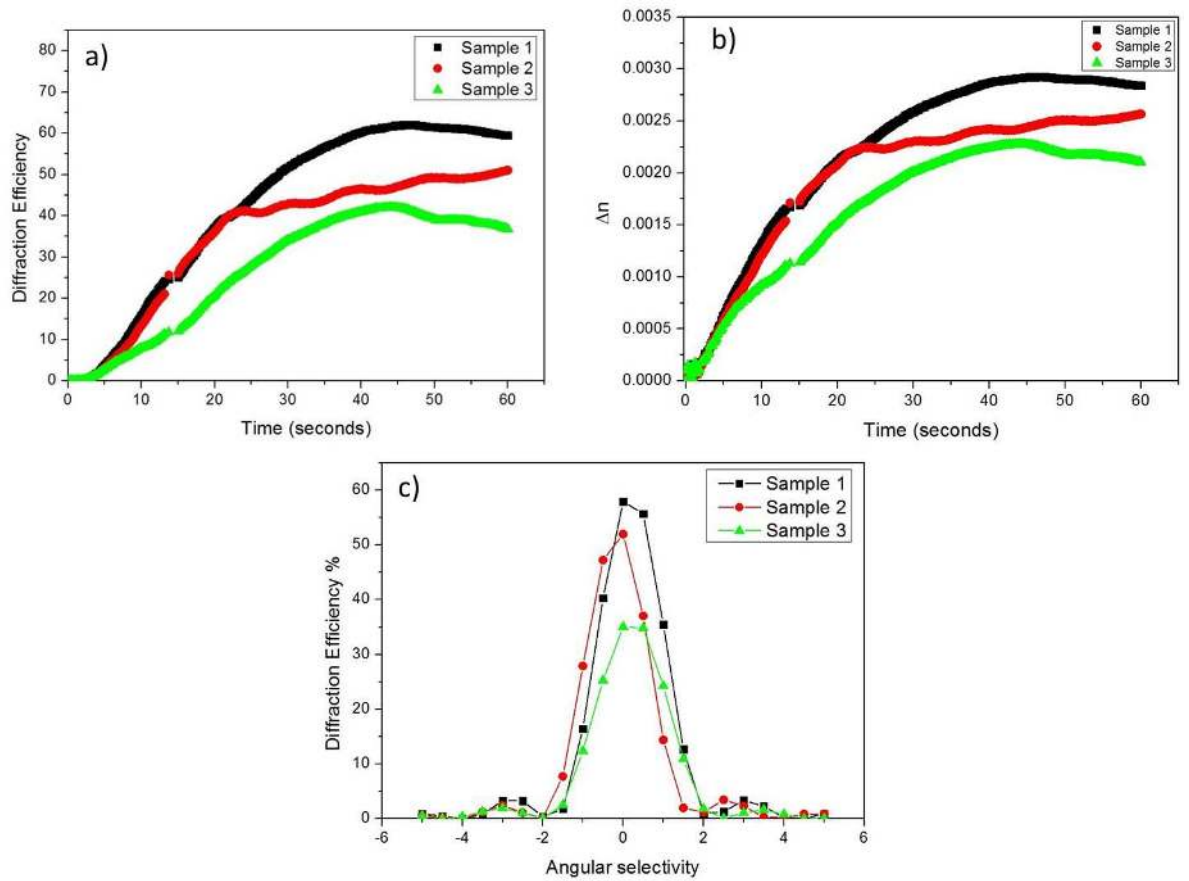 a)
Sample 1
Sample 2
Sample 3
Diffraction Efficiency
80
70
60
50
40
30
20
10
0
0 10 20 30 40 50 60
Time (seconds)
b)
Sample 1
Sample 2
Sample 3
Δn
0.0035
0.0030
0.0025
0.0020
0.0015
0.0010
0.0005
0.0000
0 10 20 30 40 50 60
Time (seconds)
c)
Sample 1
Sample 2
Sample 3
Diffraction Efficiency %
60
50
40
30
20
10
0
-6 -4 -2 0 2 4 6
Angular selectivity